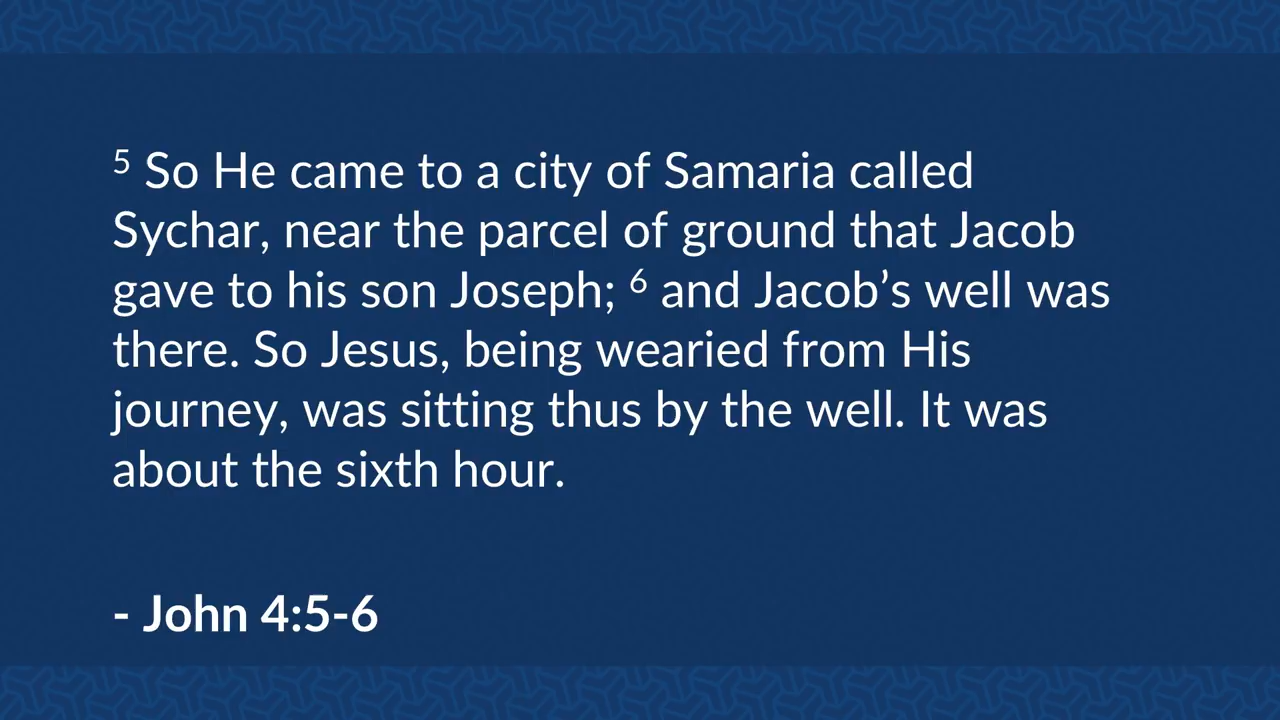 ⁵ So He came to a city of Samaria called
Sychar, near the parcel of ground that Jacob
gave to his son Joseph; ⁶ and Jacob’s well was
there. So Jesus, being wearied from His
journey, was sitting thus by the well. It was
about the sixth hour.
- John 4:5-6